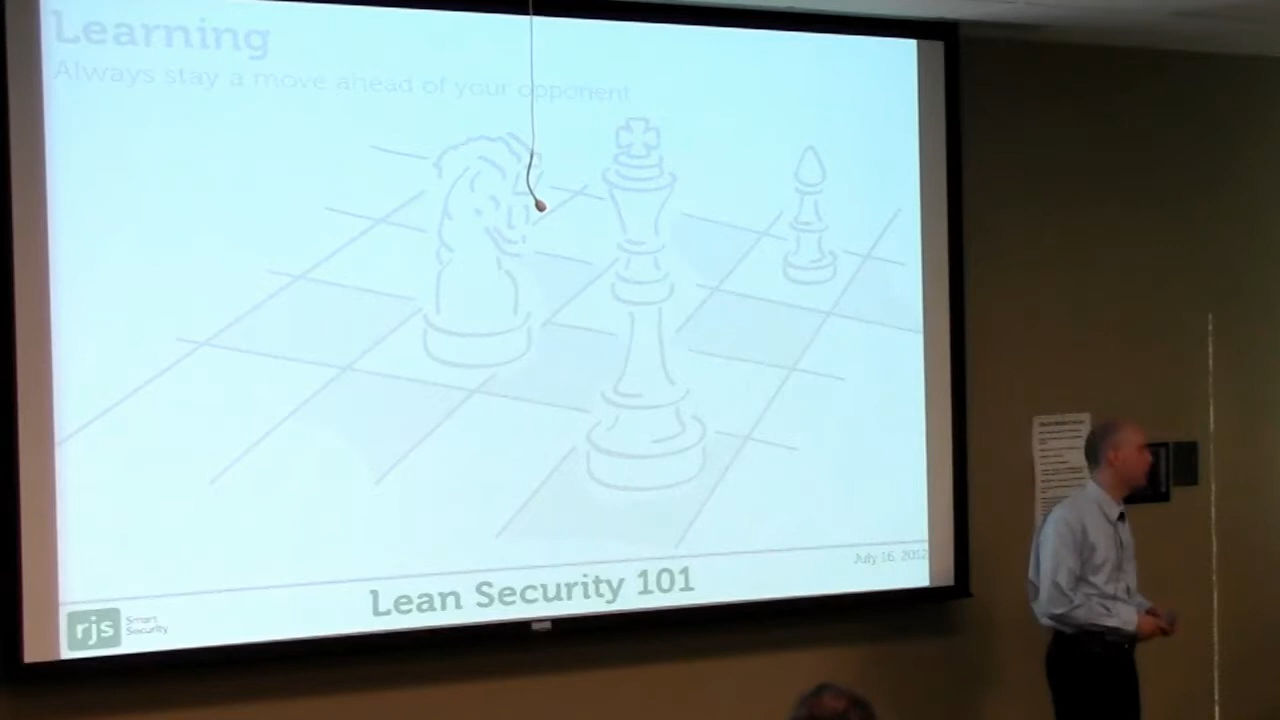 Learning
Always stay a move ahead of your opponent
July 16, 2012
Lean Security 101
rjs
Smart
Security